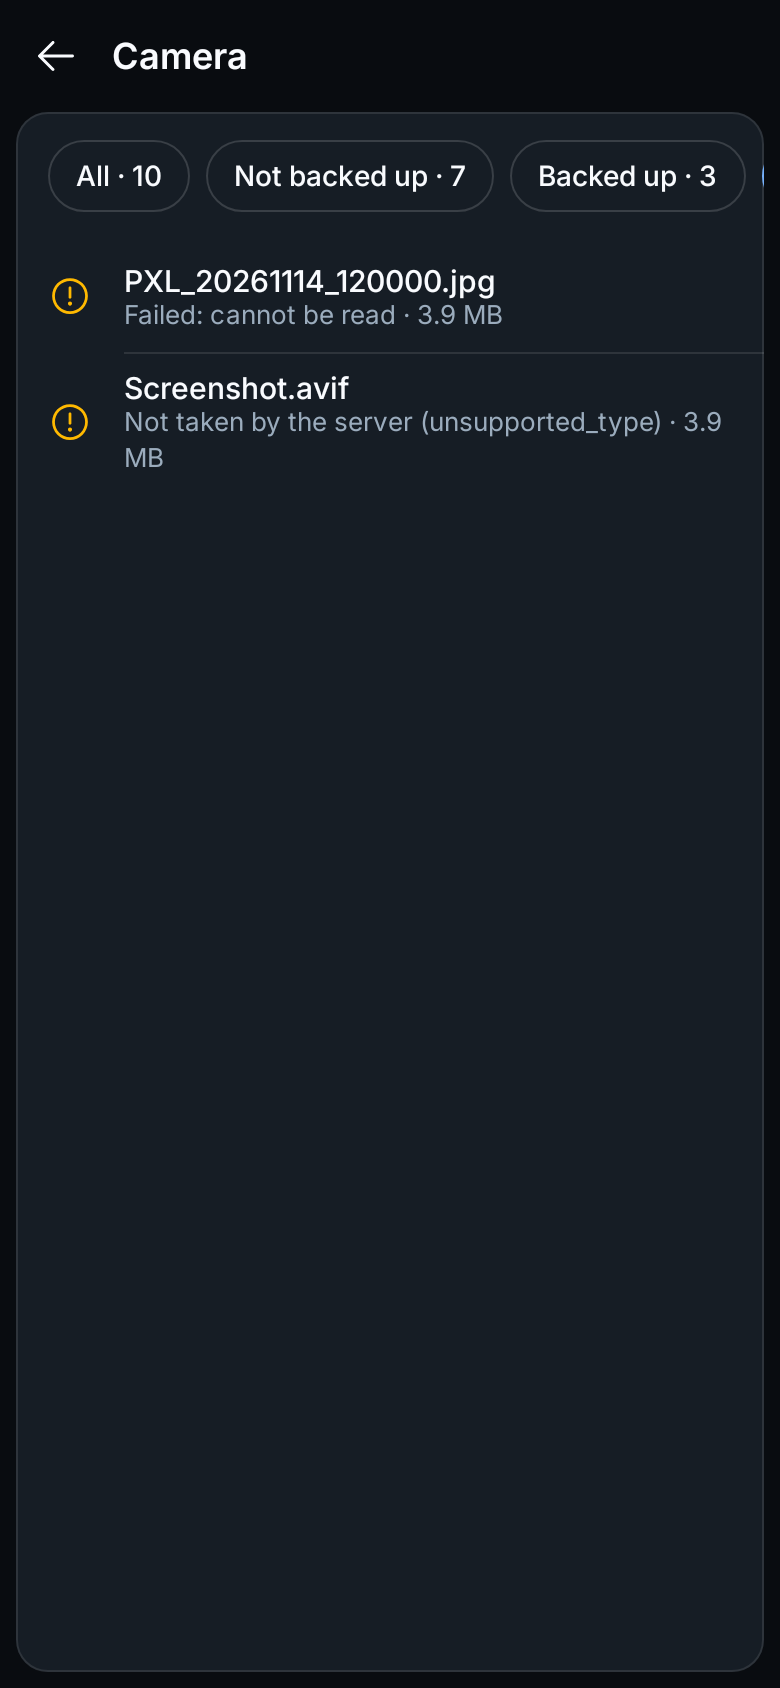 Camera
All · 10
Not backed up · 7
Backed up · 3
PXL_20261114_120000.jpg
Failed: cannot be read · 3.9 MB
Screenshot.avif
Not taken by the server (unsupported_type) · 3.9
MB